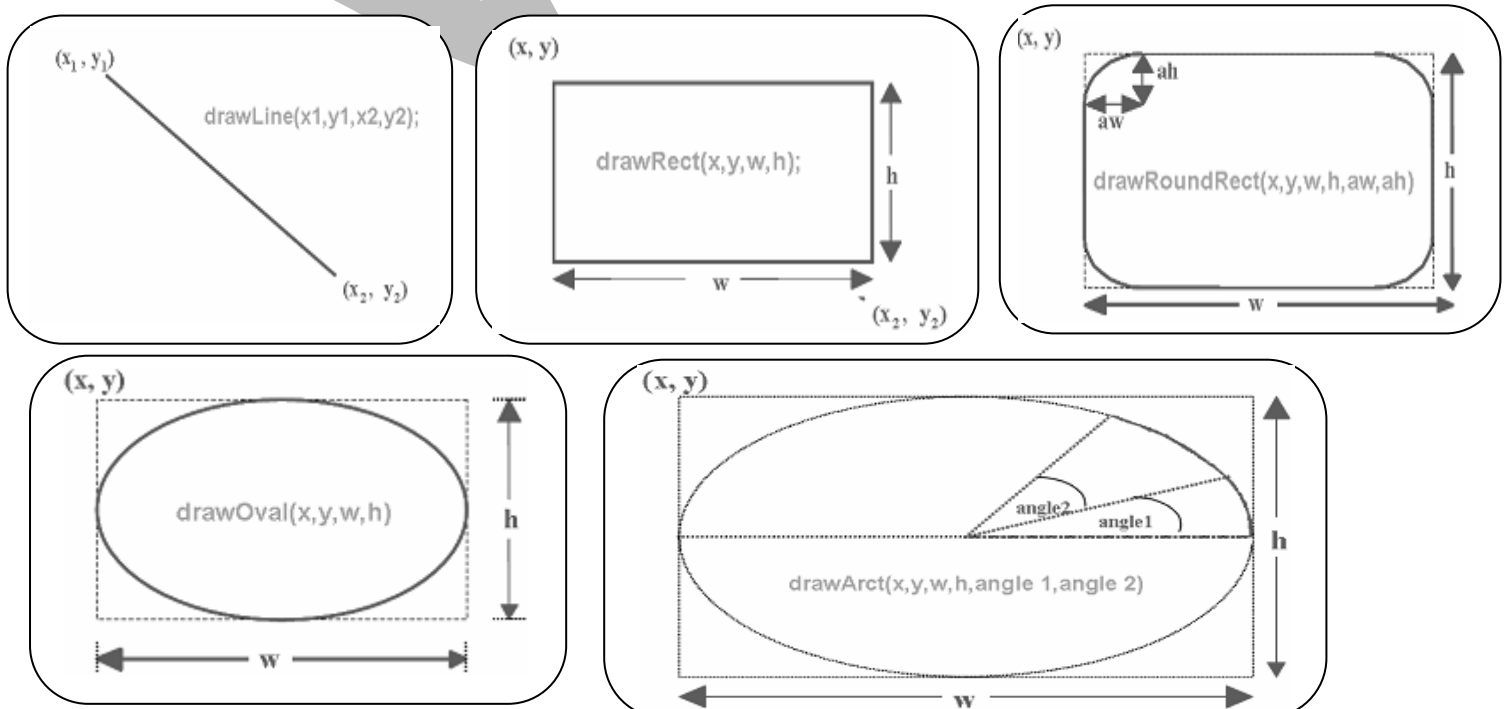 (x1, y1)
drawLine(x1,y1,x2,y2);
(x2, y2)
(x, y)
drawRect(x,y,w,h);
h
w
(x2, y2)
(x, y)
ah
aw
drawRoundRect(x,y,w,h,aw,ah)
h
w
(x, y)
drawOval(x,y,w,h)
h
w
(x, y)
angle2
angle1
h
drawArct(x,y,w,h,angle 1,angle 2)
w